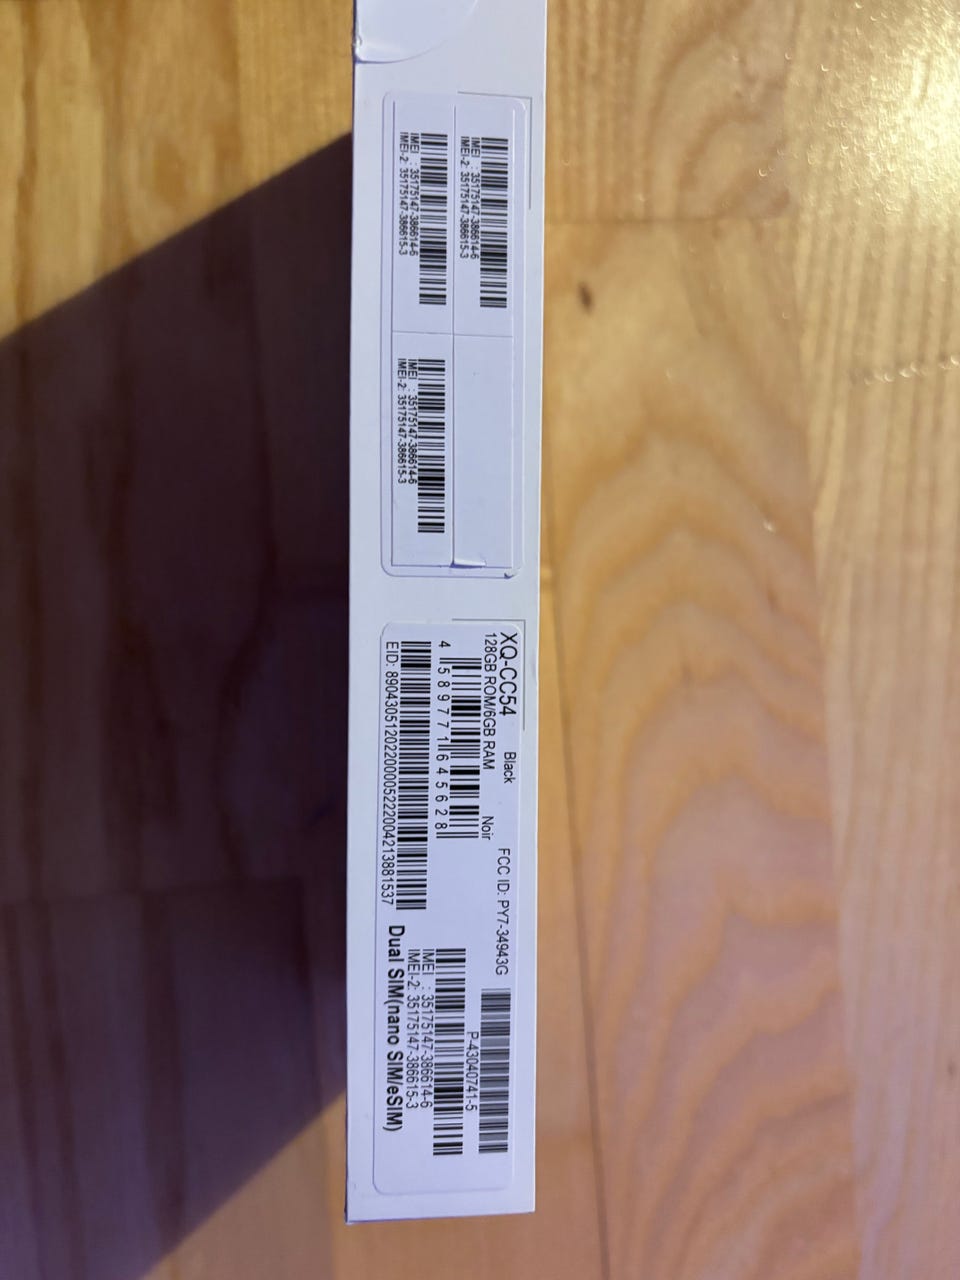 IMEI : 35175147-386614-6
IMEI-2: 35175147-386615-3
IMEI : 35175147-386614-6
IMEI-2: 35175147-386615-3
IMEI : 35175147-386614-6
IMEI-2: 35175147-386615-3
XQ-CC54 Black FCC ID: PY7-34943G
128GB ROM/6GB RAM Noir
P-43040741-5
4 589771 645628
IMEI : 35175147-386614-6
IMEI-2: 35175147-386615-3
EID: 89043051202200005222004213881537
Dual SIM(nano SIM/eSIM)